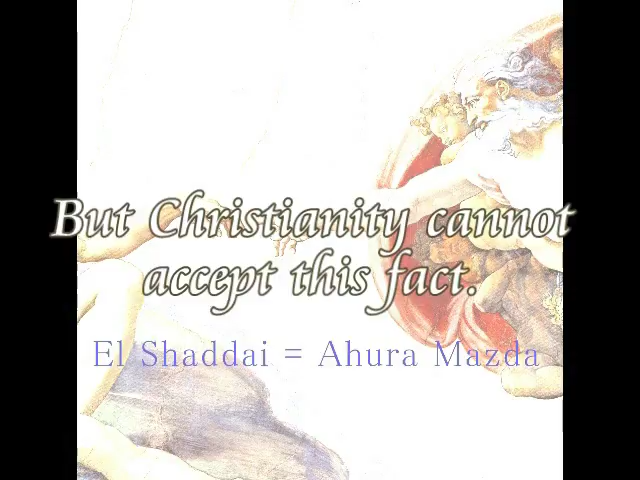 But Christianity cannot
accept this fact.
El Shaddai = Ahura Mazda